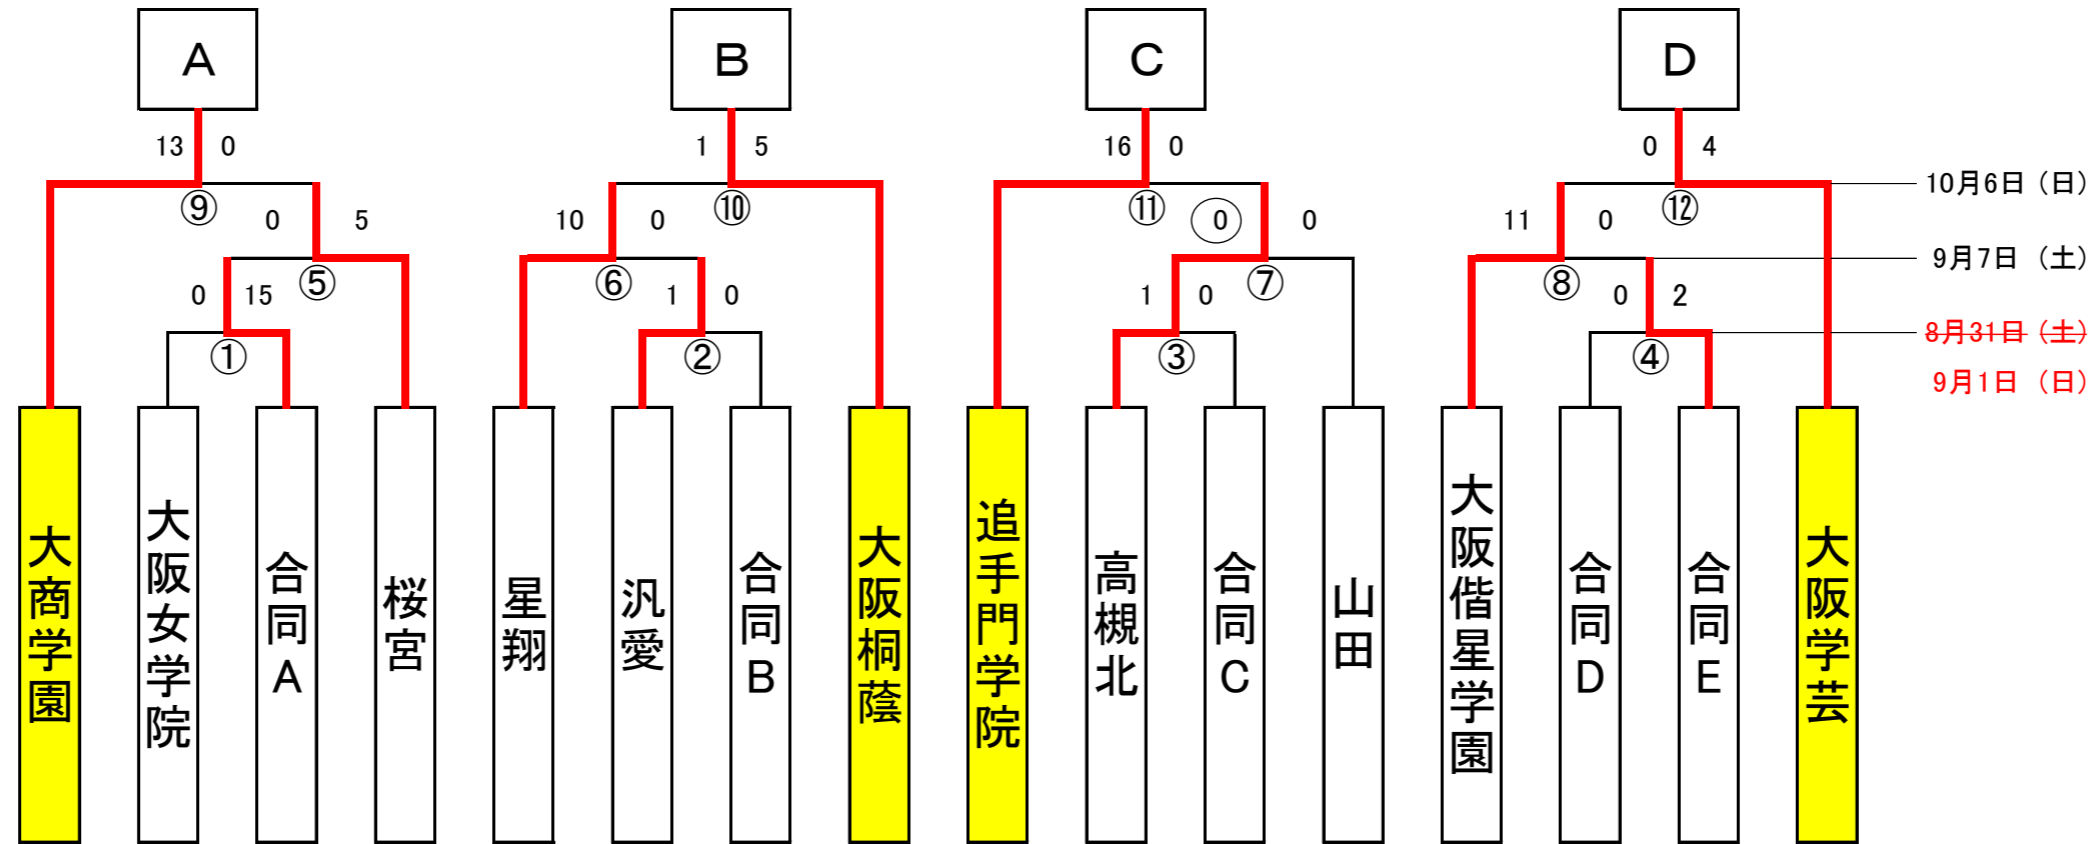 A
B
C
D
13 0
1 5
16 0
0 4
10月6日（日）
⑨
⑩
⑪
⑫
0 5
10 0
0 0
11 0
9月7日（土）
⑤
⑥
⑦
⑧
0 15
1 0
1 0
0 2
8月31日（土）
①
②
③
④
9月1日（日）
大商学園
大阪女学院
合同A
桜宮
星翔
汎愛
合同B
大阪桐蔭
追手門学院
高槻北
合同C
山田
大阪偕星学園
合同D
合同E
大阪学芸